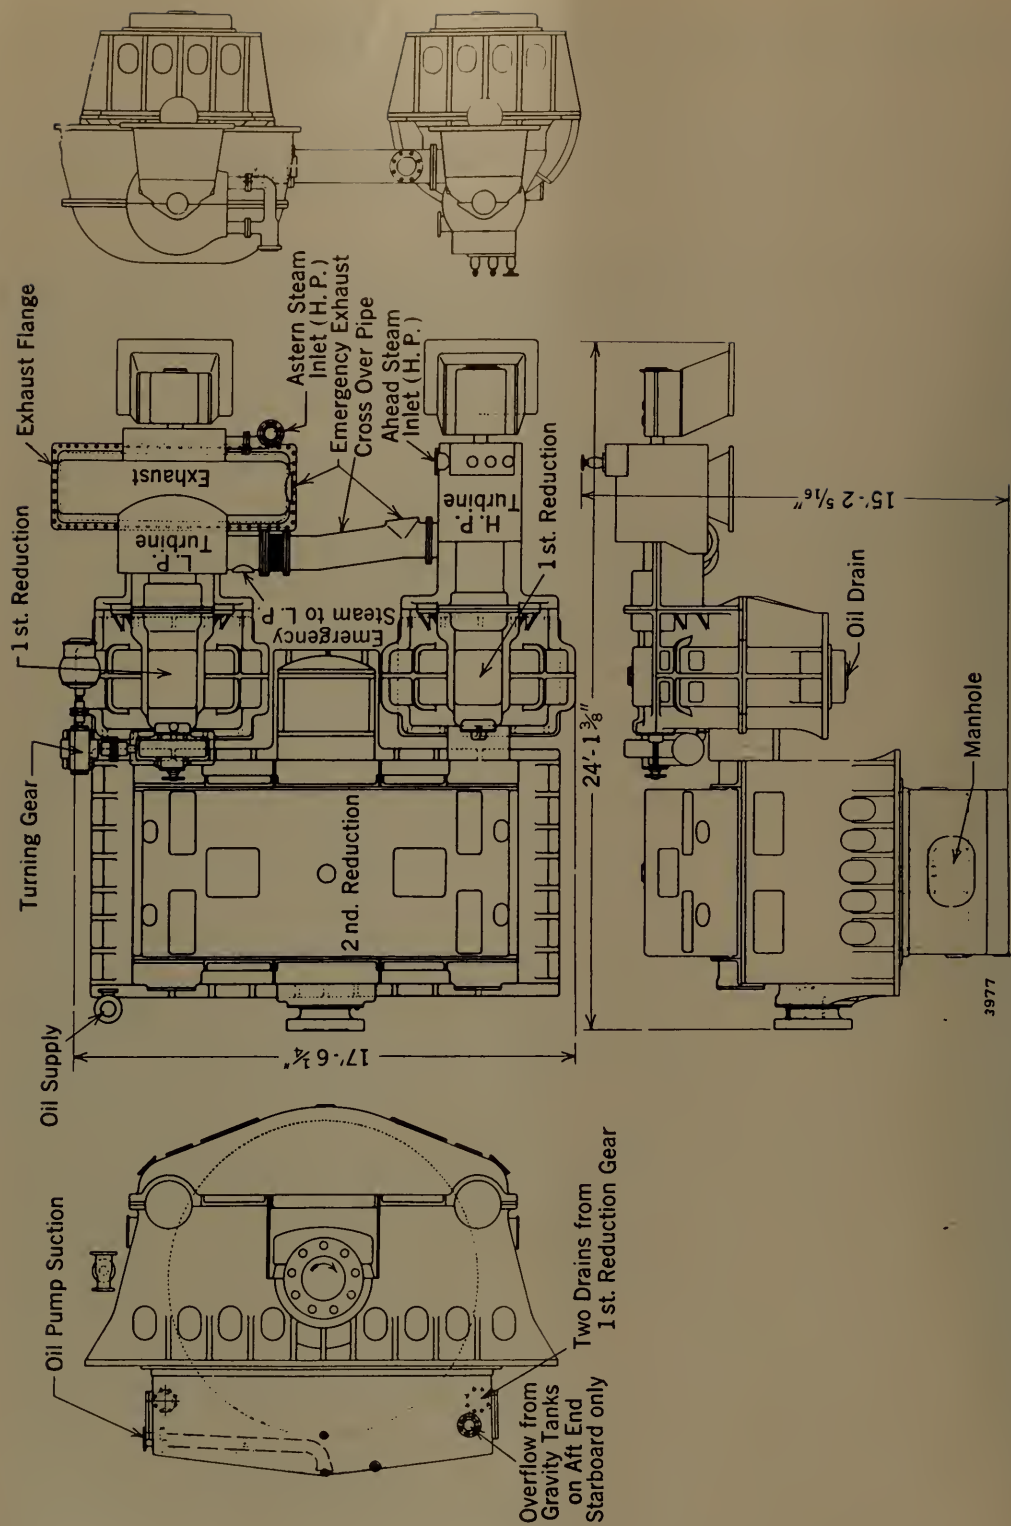 Exhaust Flange
1 st. Reduction
Turning Gear
Oil Supply
Oil Pump Suction
Astern Steam
Inlet (H. P.)
Emergency Exhaust
Cross Over Pipe
Ahead Steam
Inlet (H. P.)
Exhaust
L. P.
Turbine
H. P.
Turbine
Emergency
Steam to L. P.
1 st. Reduction
2 nd. Reduction
17'-6 1/4"
24'-1 3/8"
15'-2 5/16"
Oil Drain
Manhole
Two Drains from
1 st. Reduction Gear
Overflow from
Gravity Tanks
on Aft End
Starboard only
3977